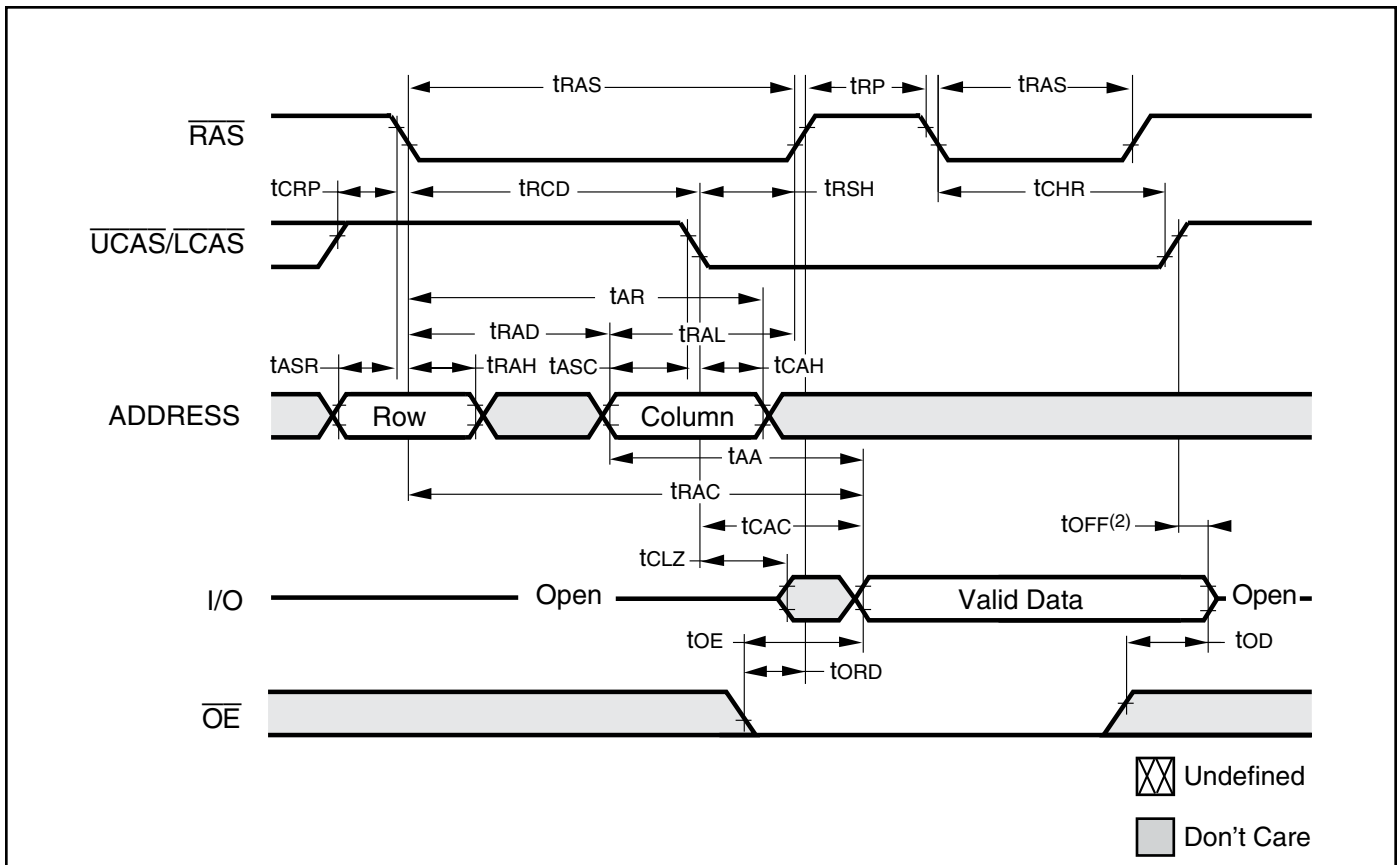 tRAS tRP tRAS
RAS
tCRP tRCD tRSH tCHR
UCAS/LCAS
tAR
tRAD tRAL
tASR tRAH tASC tCAH
ADDRESS Row Column
tAA
tRAC
tCAC tOFF(2)
tCLZ
I/O Open Valid Data Open
tOE tOD
tORD
OE
Undefined
Don't Care